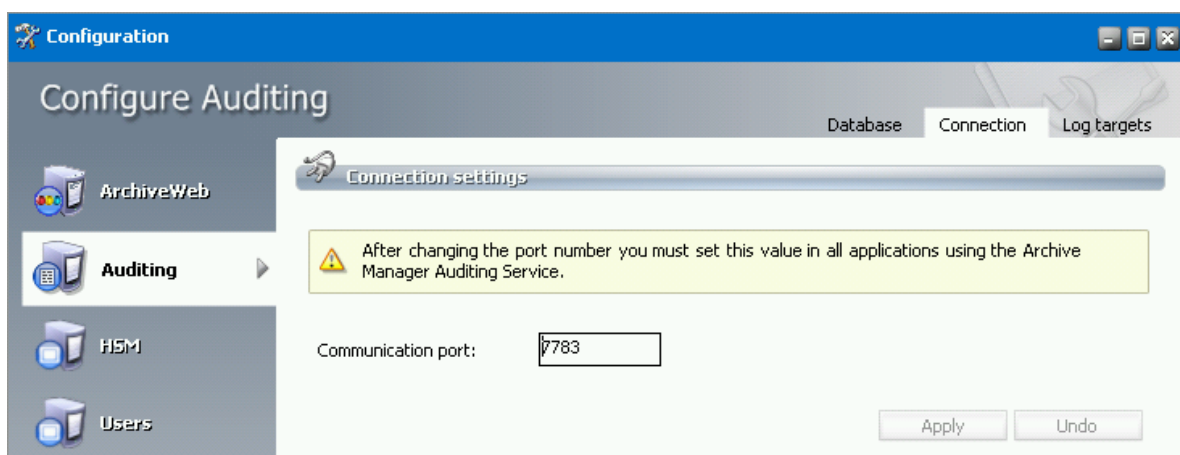 Configuration
Configure Auditing
Database Connection Log targets
ArchiveWeb
Connection settings
After changing the port number you must set this value in all applications using the Archive
Manager Auditing Service.
Auditing
HSM
Communication port: 7783
Users
Apply Undo